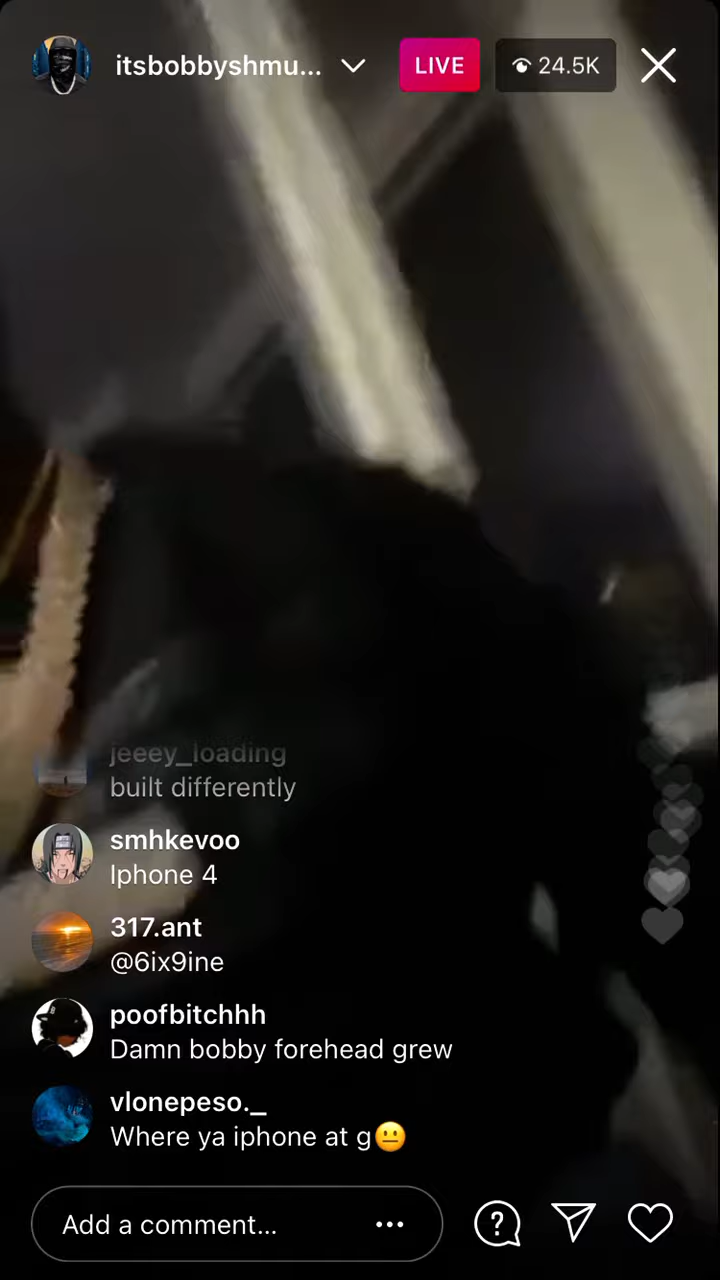 itsbobbyshmu...
LIVE
24.5K
jeeey_loading
built differently
smhkevoo
Iphone 4
317.ant
@6ix9ine
poofbitchhh
Damn bobby forehead grew
vlonepeso._
Where ya iphone at g😐
Add a comment...